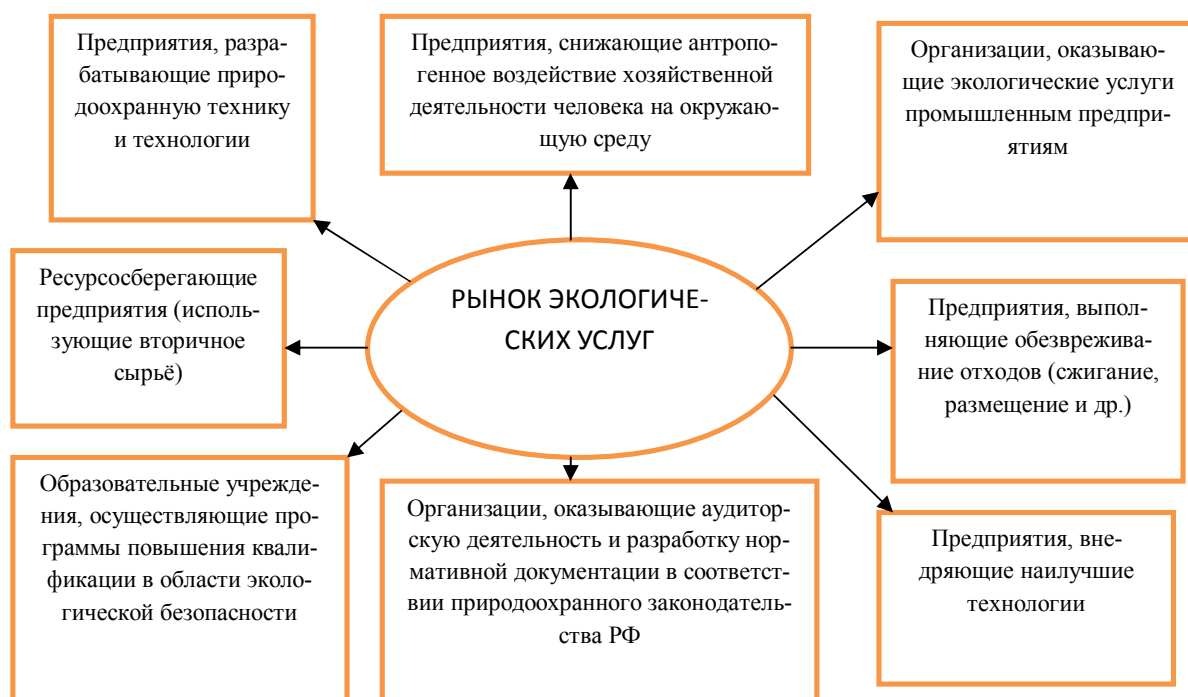 Предприятия, разра-
батывающие приро-
доохранную технику
и технологии
Предприятия, снижающие антропо-
генное воздействие хозяйственной
деятельности человека на окружаю-
щую среду
Организации, оказываю-
щие экологические услуги
промышленным предпри-
ятиям
Ресурсосберегающие
предприятия (исполь-
зующие вторичное
сырьё)
РЫНОК ЭКОЛОГИЧЕ-
СКИХ УСЛУГ
Предприятия, выпол-
няющие обезвреживa-
ние отходов (сжигание,
размещение и др.)
Образовательные учрежде-
ния, осуществляющие про-
граммы повышения квали-
фикации в области эколо-
гической безопасности
Организации, оказывающие аудитор-
скую деятельность и разработку нор-
мативной документации в соответст-
вии природоохранного законодатель-
ства РФ
Предприятия, вне-
дряющие наилучшие
технологии